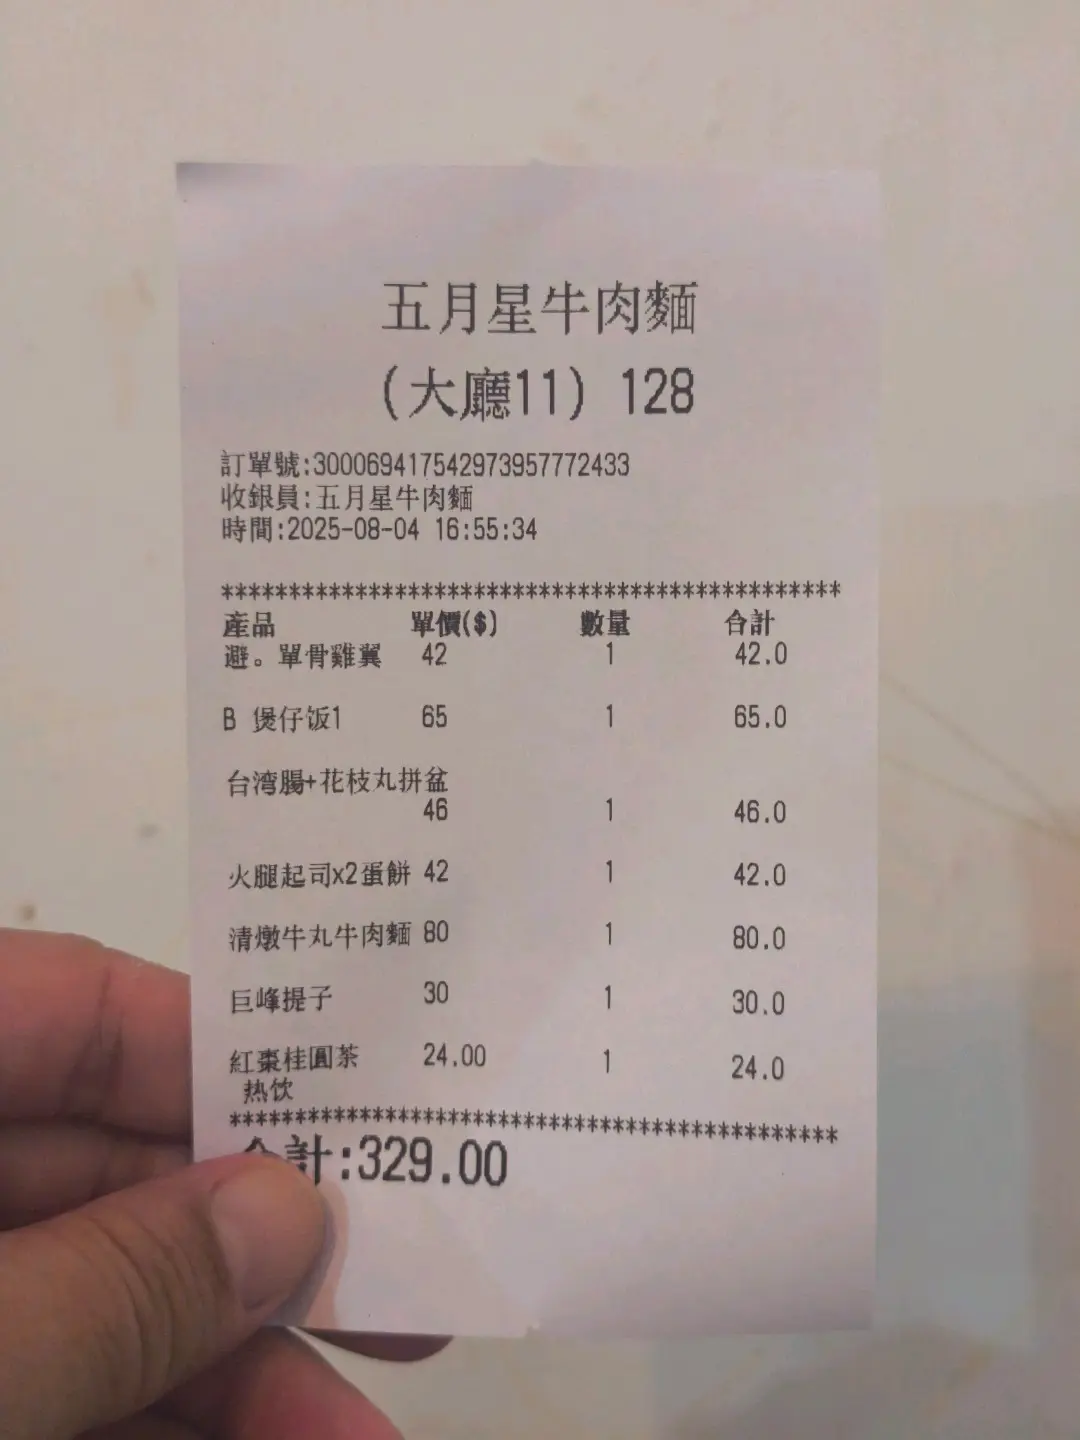 五月星牛肉麵
(大廳11) 128
訂單號:300069417542973957772433
收銀員:五月星牛肉麵
時間:2025-08-04 16:55:34
***********************************************
產品 單價($) 數量 合計
避。單骨雞翼 42 1 42.0
B 煲仔饭1 65 1 65.0
台湾腸+花枝丸拼盆
46 1 46.0
火腿起司x2蛋餅 42 1 42.0
清燉牛丸牛肉麵 80 1 80.0
巨峰提子 30 1 30.0
紅棗桂圓茶 24.00 1 24.0
热饮
***********************************************
合計:329.00